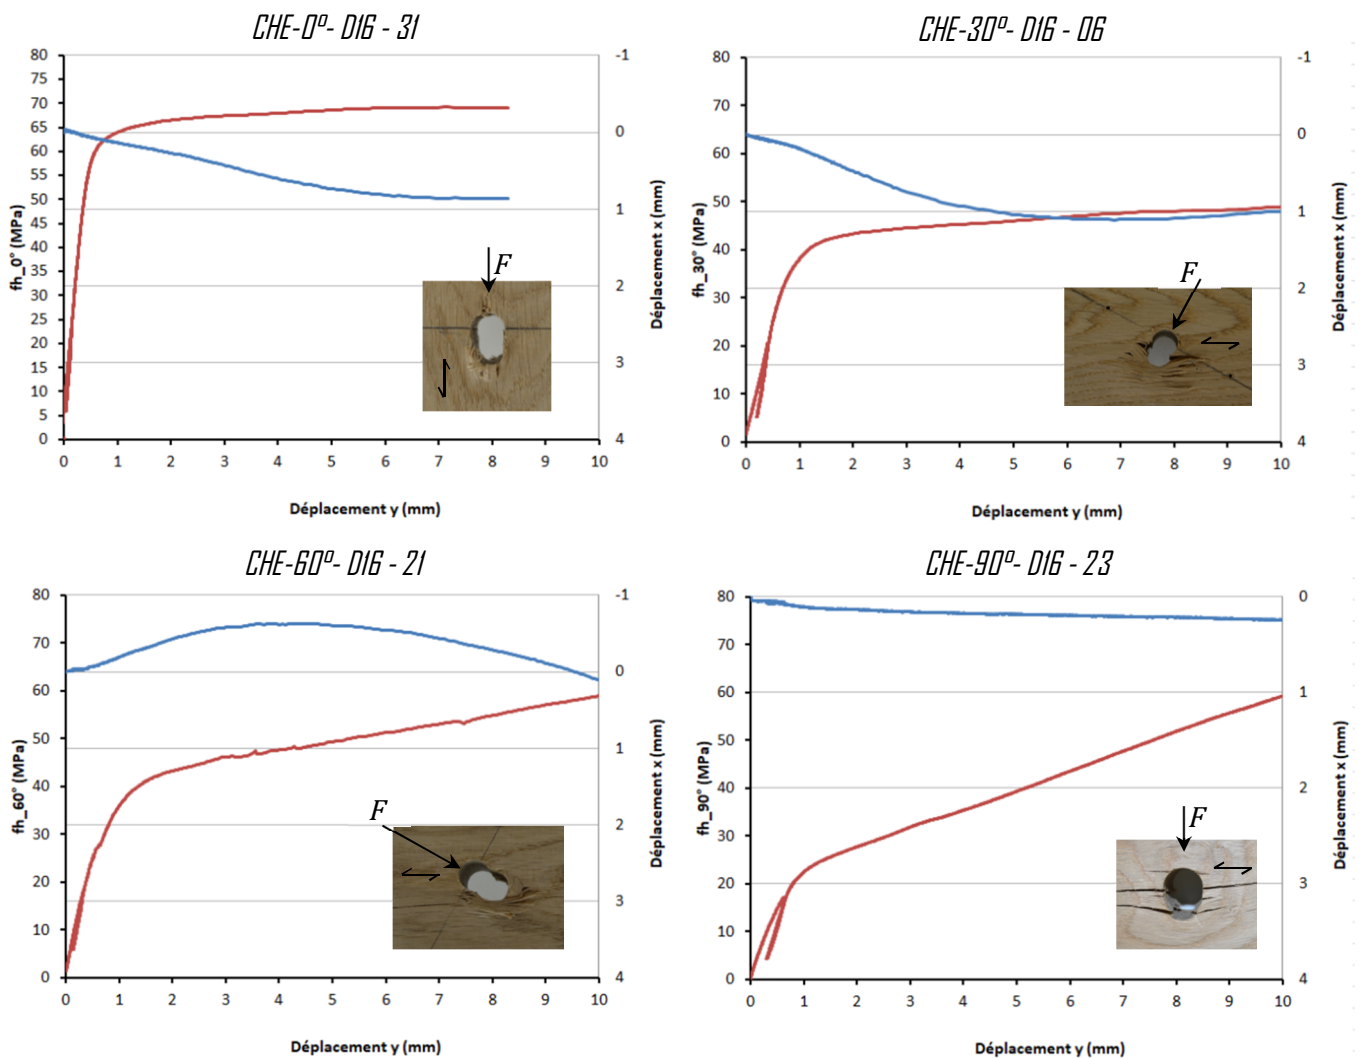 CHE-0º- D16 - 31
80
75
70
65
60
55
50
45
40
35
30
25
20
15
10
5
0
fh_0° (MPa)
-1
0
1
2
3
4
Déplacement x (mm)
F
0 1 2 3 4 5 6 7 8 9 10
Déplacement y (mm)
CHE-30º- D16 - 06
80
70
60
50
40
30
20
10
0
fh_30° (MPa)
-1
0
1
2
3
4
Déplacement x (mm)
F
0 1 2 3 4 5 6 7 8 9 10
Déplacement y (mm)
CHE-60º- D16 - 21
80
70
60
50
40
30
20
10
0
fh_60° (MPa)
-1
0
1
2
3
4
Déplacement x (mm)
F
0 1 2 3 4 5 6 7 8 9 10
Déplacement y (mm)
CHE-90º- D16 - 23
80
70
60
50
40
30
20
10
0
fh_90° (MPa)
0
1
2
3
4
Déplacement x (mm)
F
0 1 2 3 4 5 6 7 8 9 10
Déplacement y (mm)